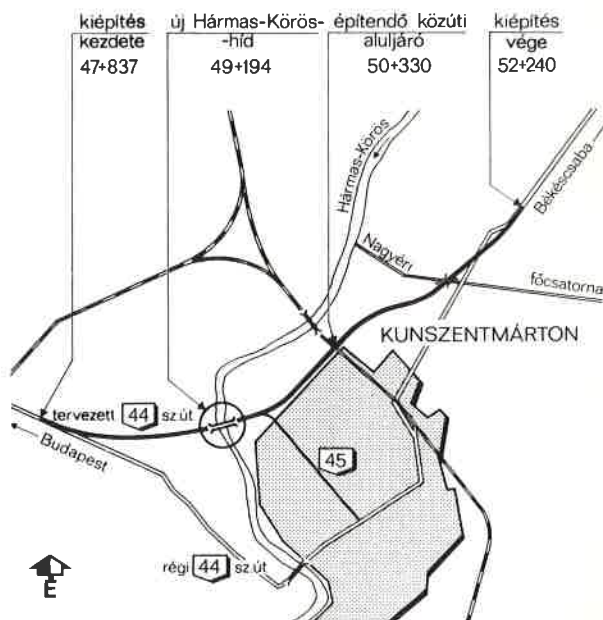 kiépítés
kezdete
47+837
új Hármas-Körös-
-híd
49+194
építendő közúti
aluljáró
50+330
kiépítés
vége
52+240
Hármas-Körös
Békéscsaba
Nagyéri
főcsatorna
KUNSZENTMÁRTON
tervezett 44 sz.út
Budapest
45
régi 44 sz.út
É